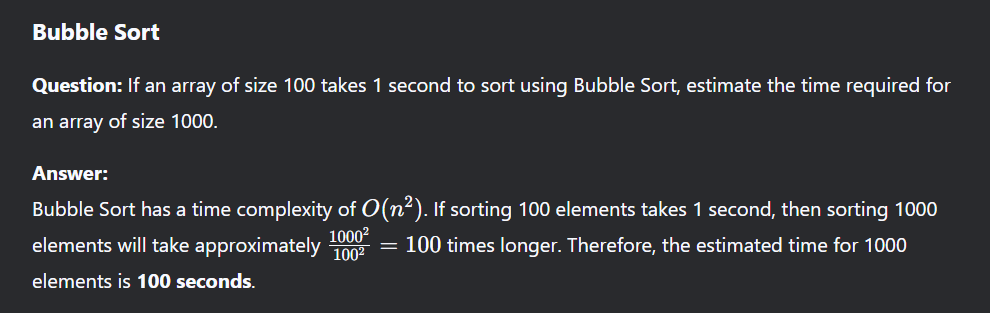 Bubble Sort
Question: If an array of size 100 takes 1 second to sort using Bubble Sort, estimate the time required for
an array of size 1000.
Answer:
Bubble Sort has a time complexity of O(n²). If sorting 100 elements takes 1 second, then sorting 1000
elements will take approximately 1000²/100² = 100 times longer. Therefore, the estimated time for 1000
elements is 100 seconds.